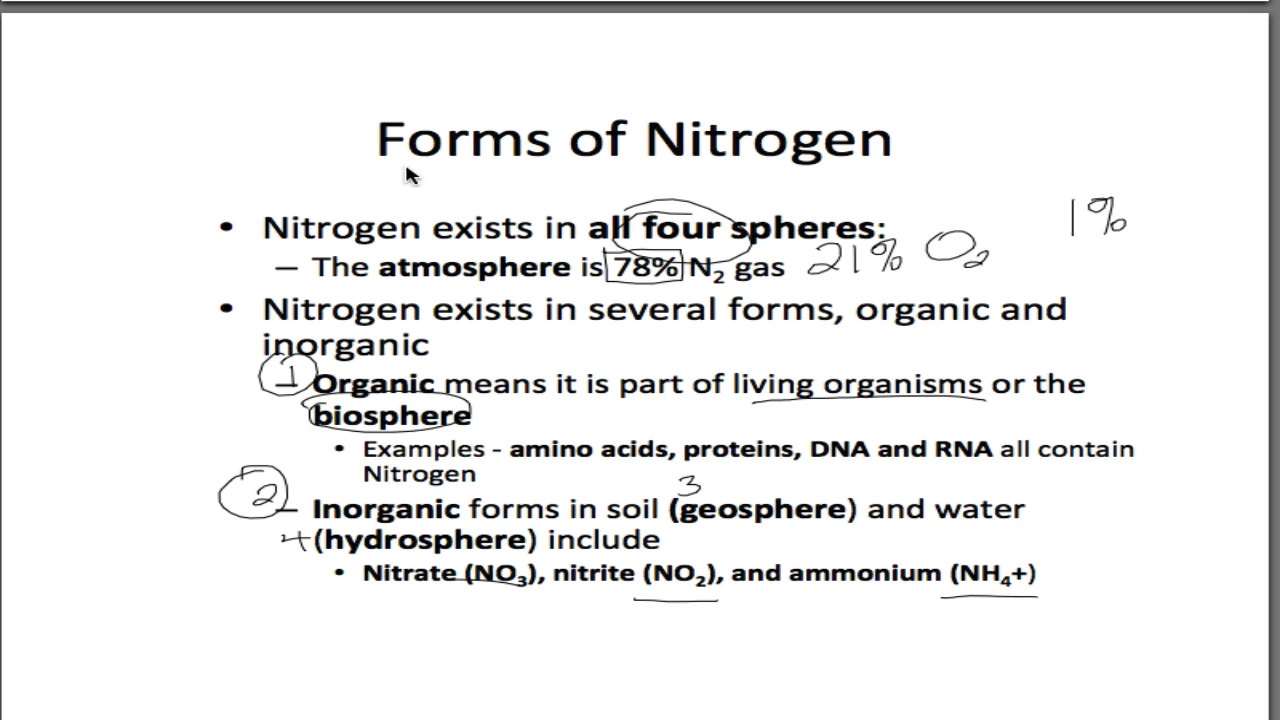 Forms of Nitrogen
1%
• Nitrogen exists in all four spheres:
– The atmosphere is 78% N₂ gas 21% O₂
• Nitrogen exists in several forms, organic and
inorganic
1 – Organic means it is part of living organisms or the
biosphere
• Examples - amino acids, proteins, DNA and RNA all contain
Nitrogen
3
2 – Inorganic forms in soil (geosphere) and water
4 (hydrosphere) include
• Nitrate (NO₃), nitrite (NO₂), and ammonium (NH₄+)